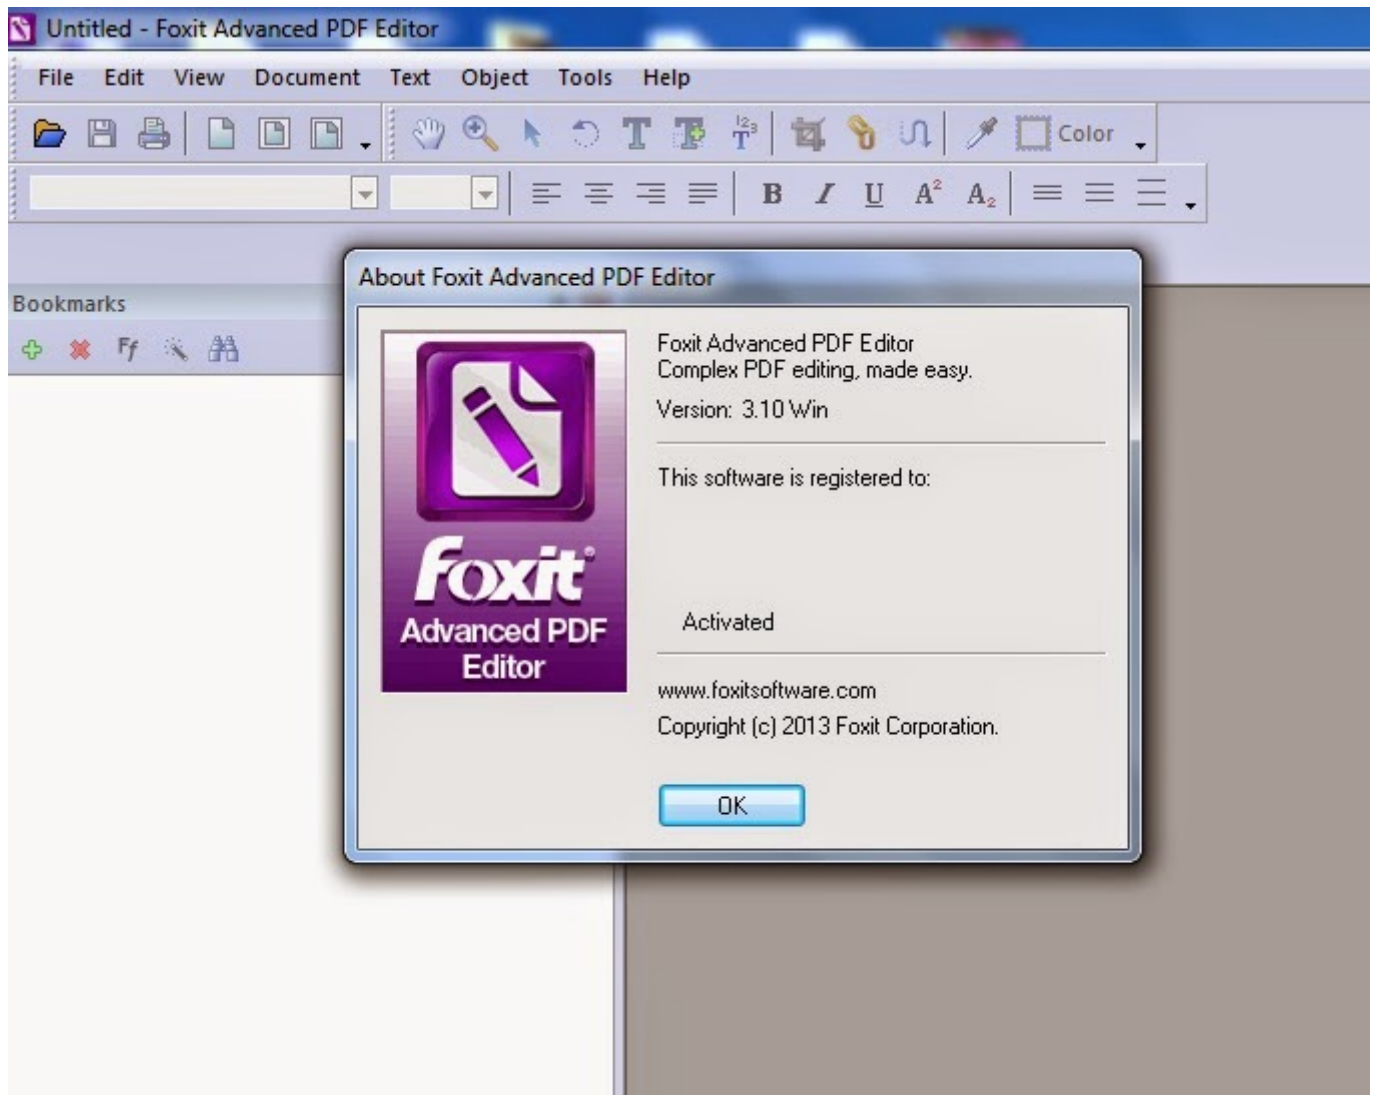 Untitled - Foxit Advanced PDF Editor
File Edit View Document Text Object Tools Help
T T 123 T Color
B I U A2 A2
About Foxit Advanced PDF Editor
Bookmarks
Ff
Foxit Advanced PDF Editor
Complex PDF editing, made easy.
Version: 3.10 Win
This software is registered to:
Activated
foxit®
Advanced PDF
Editor
www.foxitsoftware.com
Copyright (c) 2013 Foxit Corporation.
OK